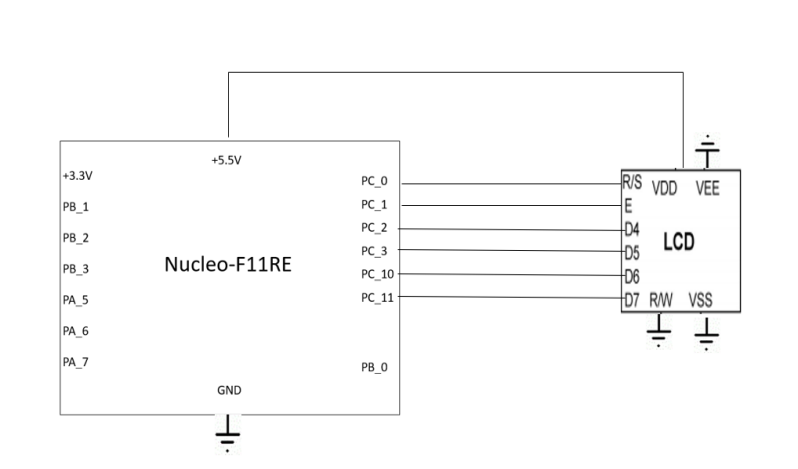 +5.5V
+3.3V
PB_1
PB_2
PB_3
PA_5
PA_6
PA_7
Nucleo-F11RE
PC_0
PC_1
PC_2
PC_3
PC_10
PC_11
PB_0
GND
R/S
VDD
VEE
E
D4
D5
LCD
D6
D7
R/W
VSS